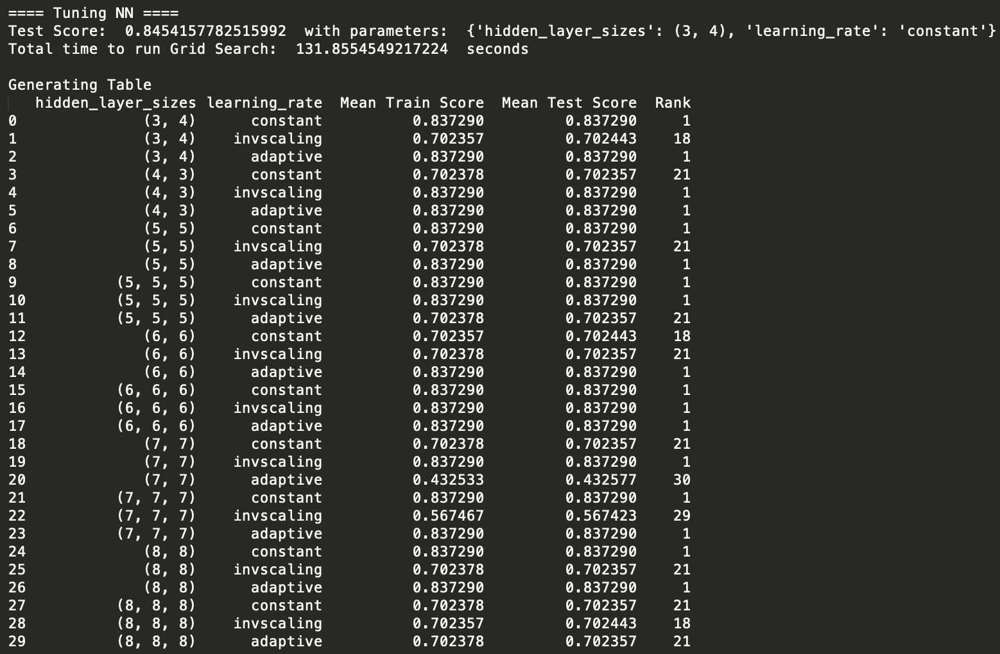 ==== Tuning NN ====
Test Score:  0.8454157782515992  with parameters:  {'hidden_layer_sizes': (3, 4), 'learning_rate': 'constant'}
Total time to run Grid Search:  131.8554549217224  seconds
Generating Table
hidden_layer_sizes learning_rate  Mean Train Score  Mean Test Score  Rank
0 (3, 4) constant 0.837290 0.837290 1
1 (3, 4) invscaling 0.702357 0.702443 18
2 (3, 4) adaptive 0.837290 0.837290 1
3 (4, 3) constant 0.702378 0.702357 21
4 (4, 3) invscaling 0.837290 0.837290 1
5 (4, 3) adaptive 0.837290 0.837290 1
6 (5, 5) constant 0.837290 0.837290 1
7 (5, 5) invscaling 0.702378 0.702357 21
8 (5, 5) adaptive 0.837290 0.837290 1
9 (5, 5, 5) constant 0.837290 0.837290 1
10 (5, 5, 5) invscaling 0.837290 0.837290 1
11 (5, 5, 5) adaptive 0.702378 0.702357 21
12 (6, 6) constant 0.702357 0.702443 18
13 (6, 6) invscaling 0.702378 0.702357 21
14 (6, 6) adaptive 0.837290 0.837290 1
15 (6, 6, 6) constant 0.837290 0.837290 1
16 (6, 6, 6) invscaling 0.837290 0.837290 1
17 (6, 6, 6) adaptive 0.837290 0.837290 1
18 (7, 7) constant 0.702378 0.702357 21
19 (7, 7) invscaling 0.837290 0.837290 1
20 (7, 7) adaptive 0.432533 0.432577 30
21 (7, 7, 7) constant 0.837290 0.837290 1
22 (7, 7, 7) invscaling 0.567467 0.567423 29
23 (7, 7, 7) adaptive 0.837290 0.837290 1
24 (8, 8) constant 0.837290 0.837290 1
25 (8, 8) invscaling 0.702378 0.702357 21
26 (8, 8) adaptive 0.837290 0.837290 1
27 (8, 8, 8) constant 0.702378 0.702357 21
28 (8, 8, 8) invscaling 0.702357 0.702443 18
29 (8, 8, 8) adaptive 0.702378 0.702357 21